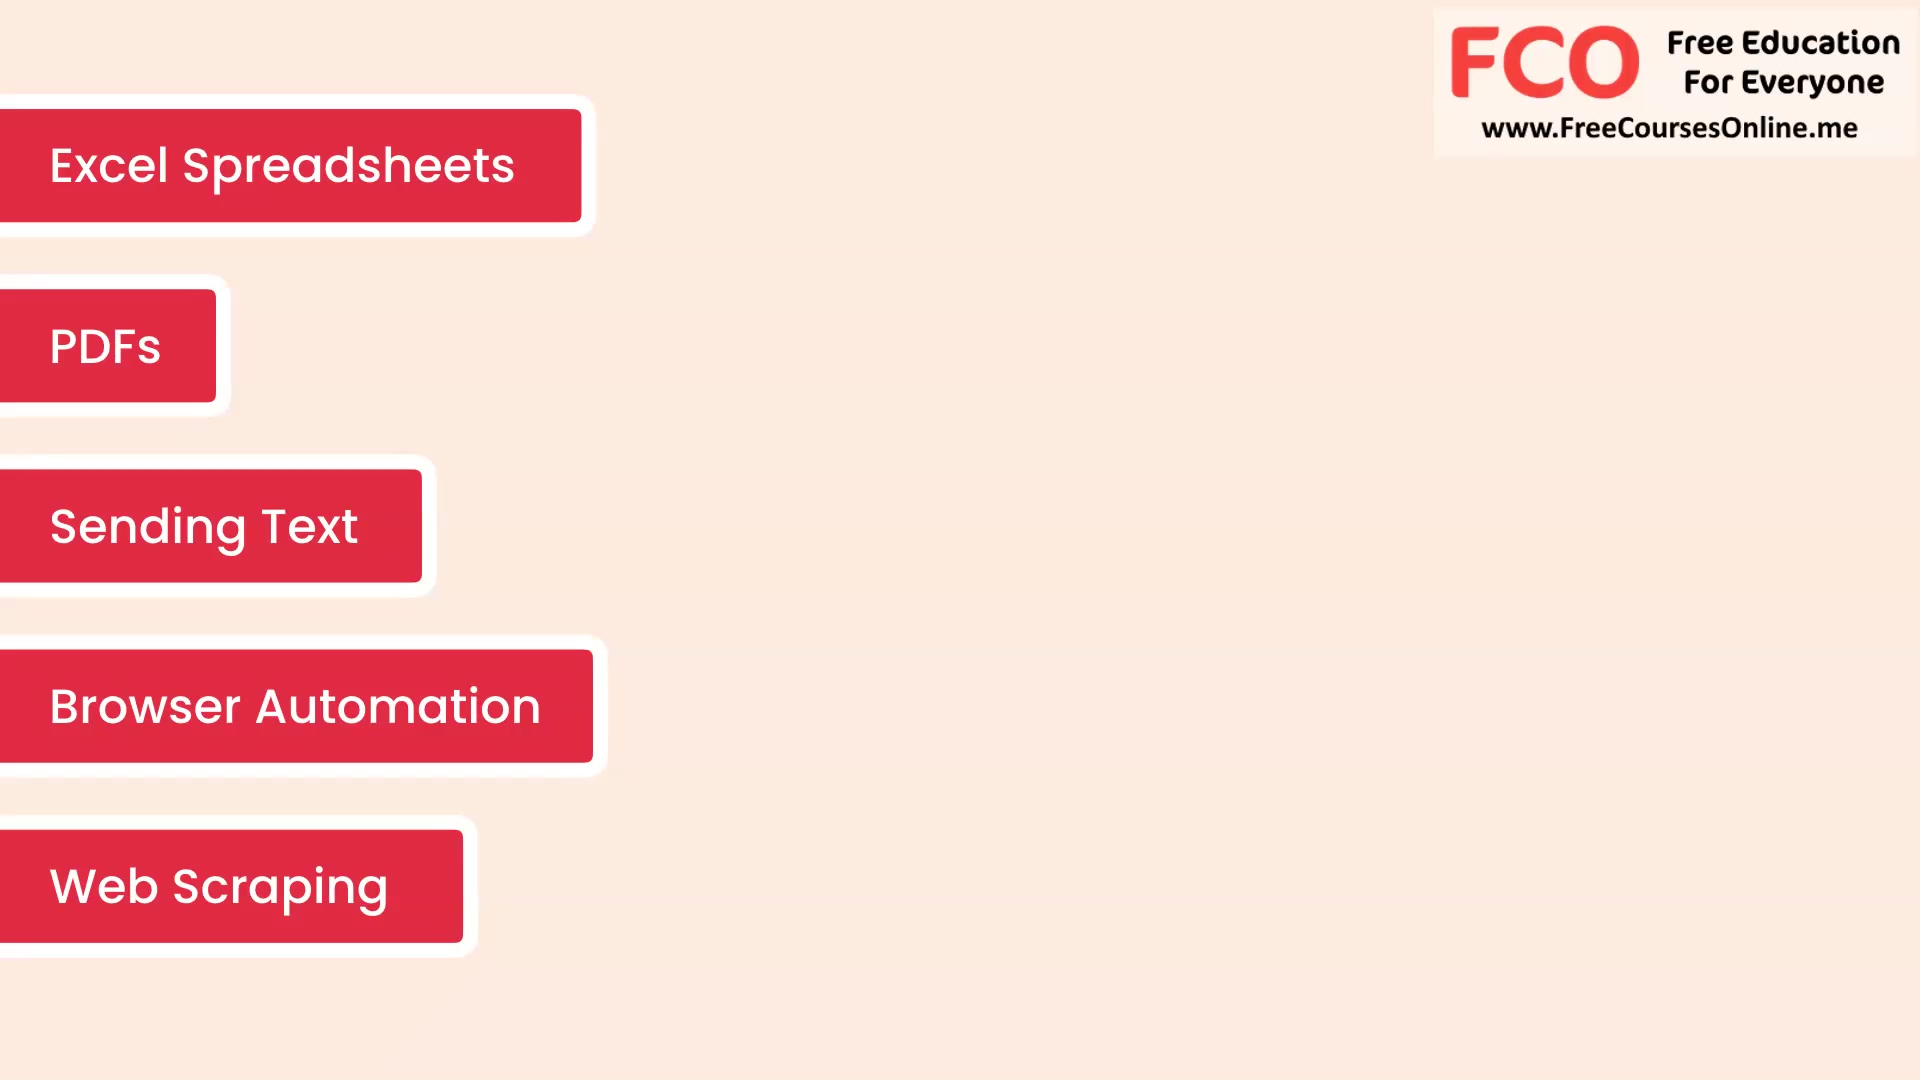 FCO
Free Education
For Everyone
www.FreeCoursesOnline.me
Excel Spreadsheets
PDFs
Sending Text
Browser Automation
Web Scraping